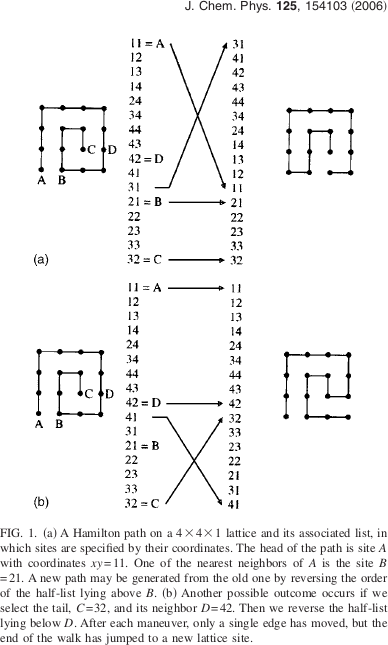 J. Chem. Phys. 125, 154103 (2006)
11 = A 31
12 41
13 42
14 43
24 44
34 34
44 24
43 14
42 = D 13
41 12
31 11
21 = B 21
22 22
23 23
33 33
32 = C 32
A B C D
(a)
11 = A 11
12 12
13 13
14 14
24 24
34 34
44 44
43 43
42 = D 42
41 32
31 33
21 = B 23
22 22
23 21
33 31
32 = C 41
A B C D
(b)
FIG. 1. (a) A Hamilton path on a 4×4×1 lattice and its associated list, in
which sites are specified by their coordinates. The head of the path is site A
with coordinates xy=11. One of the nearest neighbors of A is the site B
=21. A new path may be generated from the old one by reversing the order
of the half-list lying above B. (b) Another possible outcome occurs if we
select the tail, C=32, and its neighbor D=42. Then we reverse the half-list
lying below D. After each maneuver, only a single edge has moved, but the
end of the walk has jumped to a new lattice site.